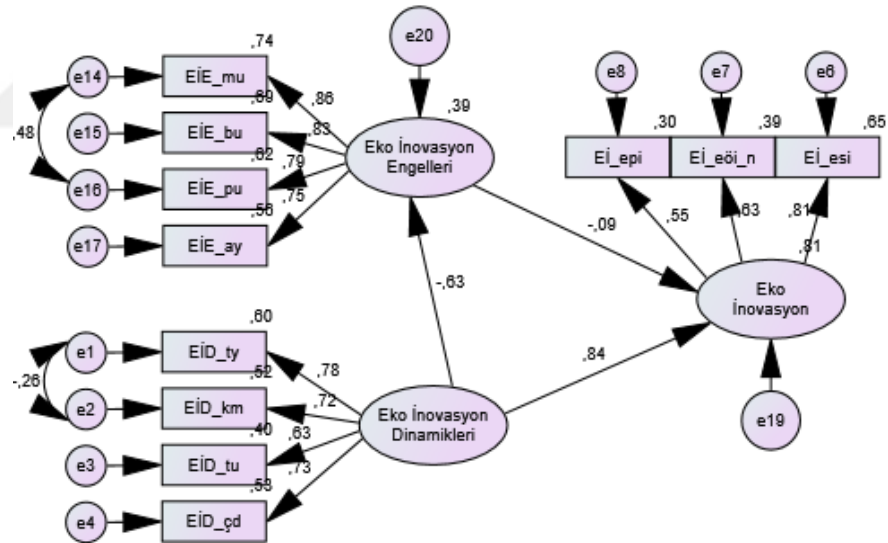 e20
e8 e7 e6
,74
e14 EİE_mu
,39
,69
,86
,30 ,39 ,65
e15 EİE_bu
,83
Eko İnovasyon
Engelleri
Eİ_epi Eİ_eöi_n Eİ_esi
,48
,62
,79
e16 EİE_pu
,75
,56
e17 EİE_ay
-,09
,55 ,63 ,81
,81
Eko
İnovasyon
-,63
,60
e1 EİD_ty
,84
,78
-,26
,52
e2 EİD_km
,72
Eko İnovasyon
Dinamikleri
e19
,40
,63
e3 EİD_tu
,73
,53
e4 EİD_çd